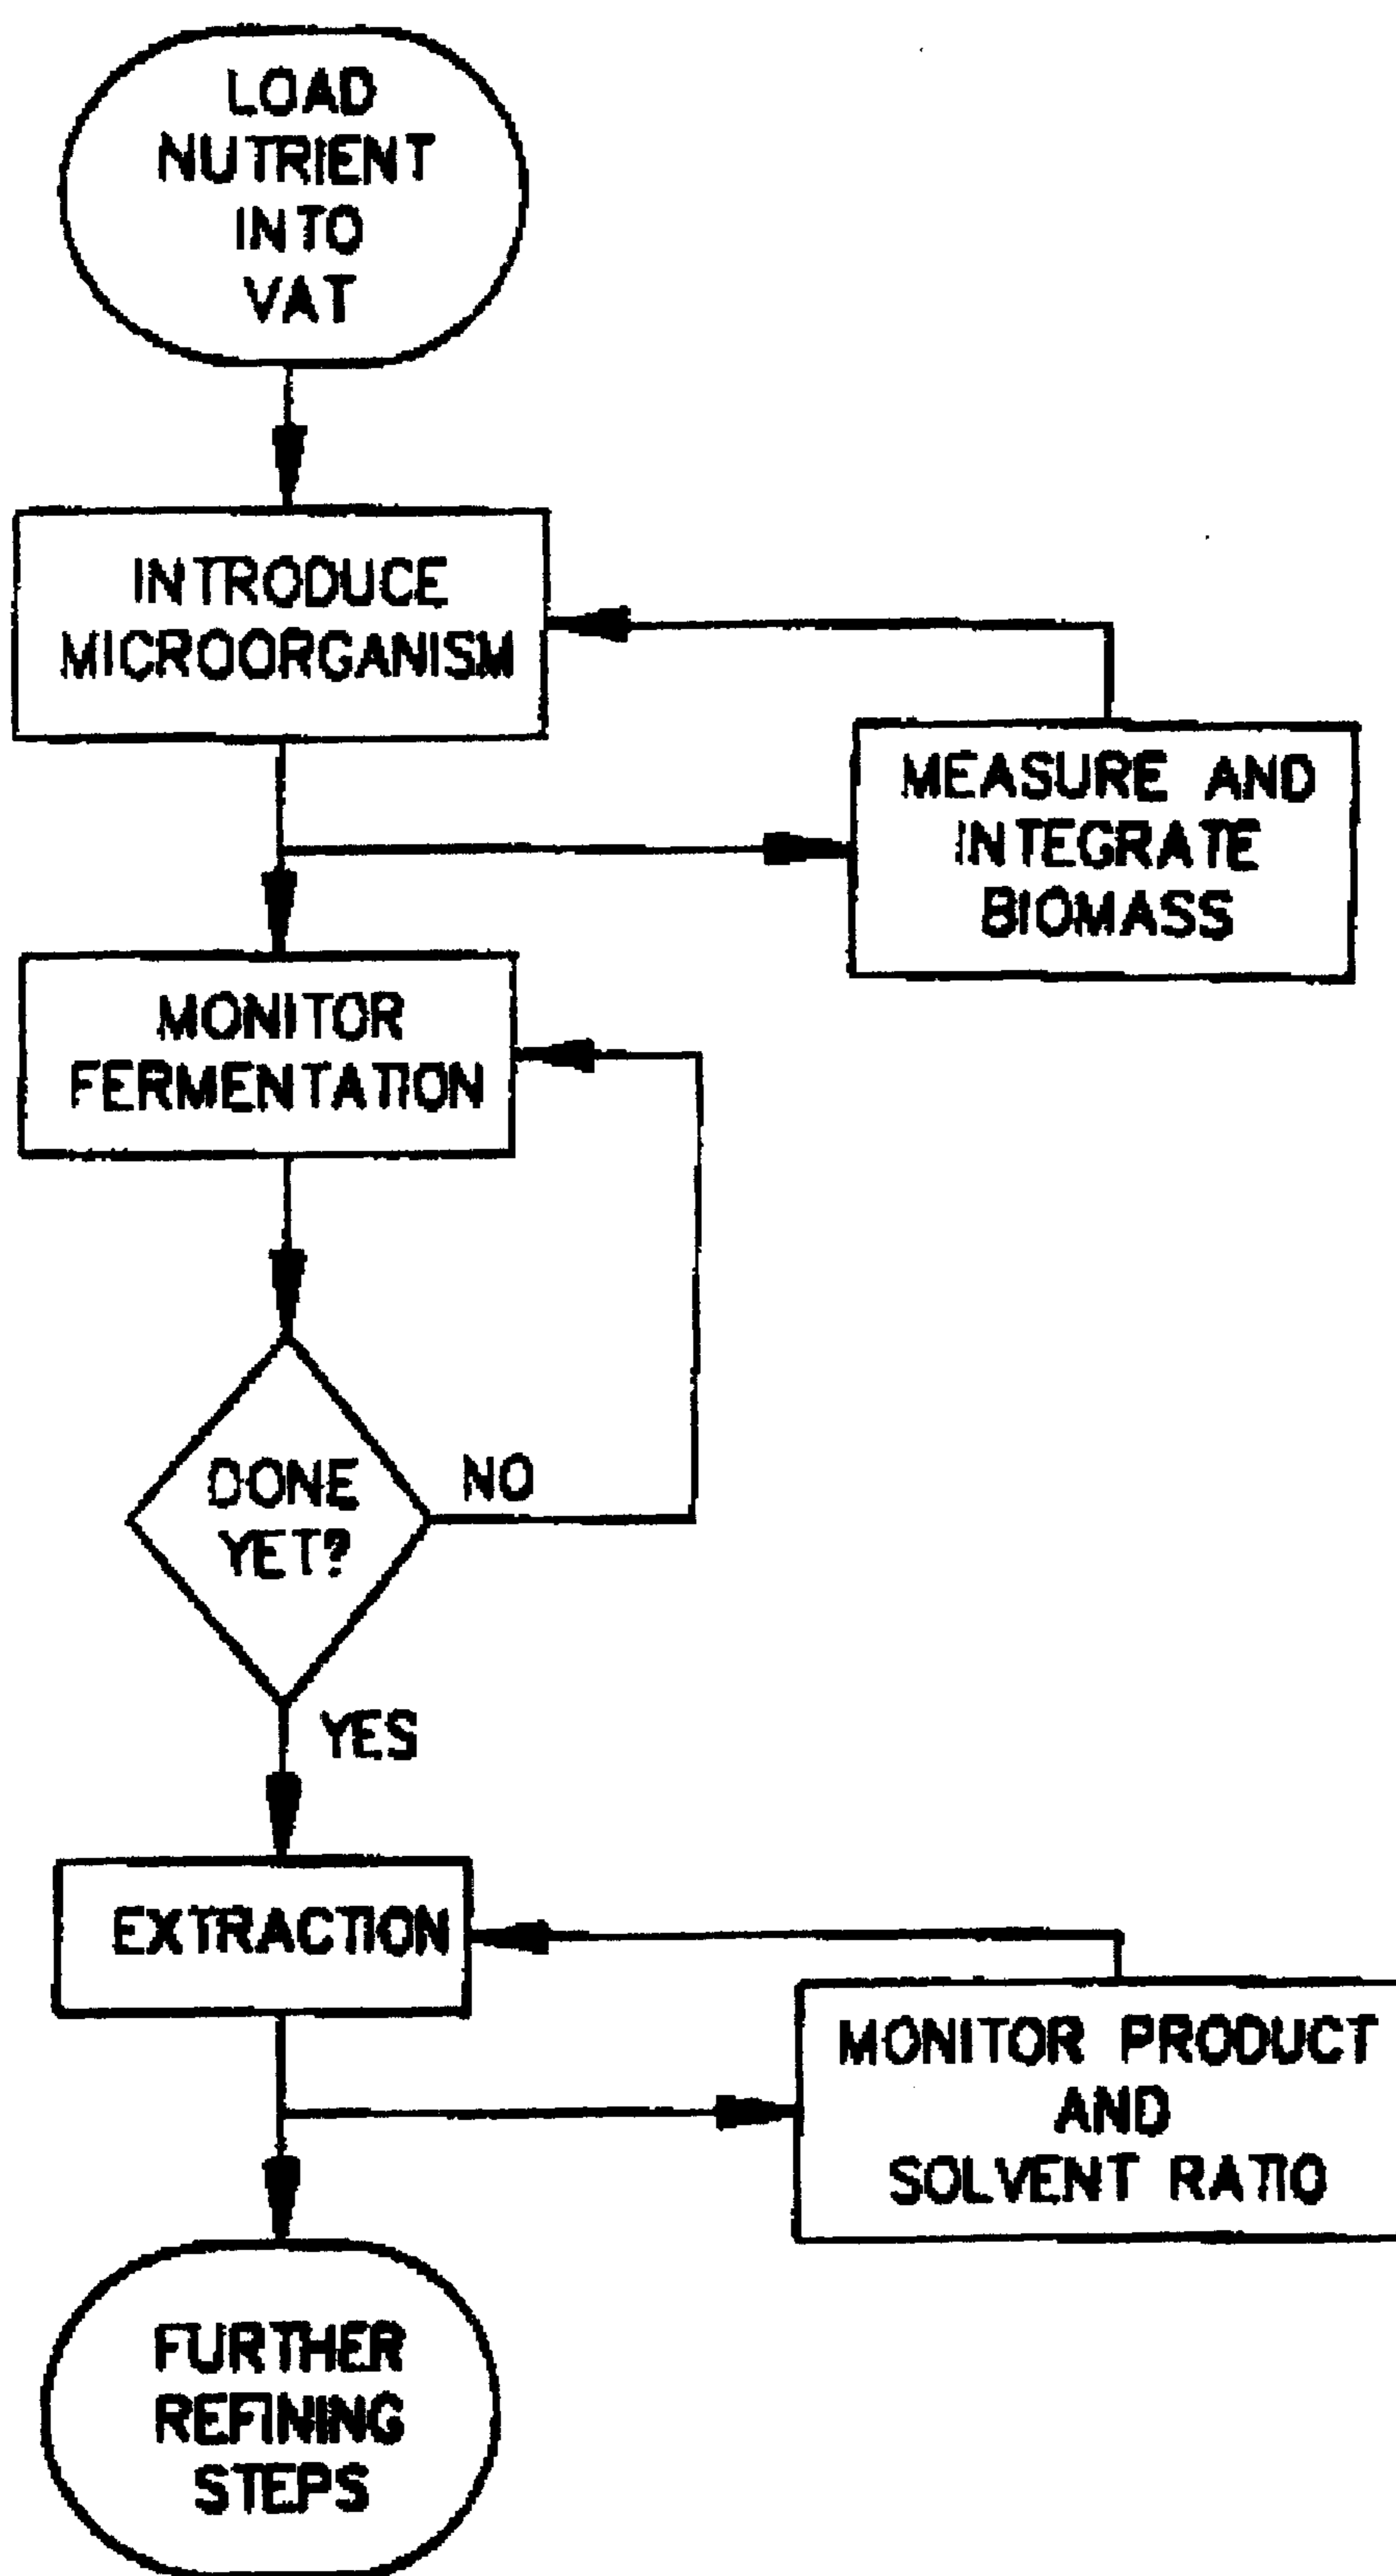 LOAD
NUTRIENT
INTO
VAT
INTRODUCE
MICROORGANISM
MEASURE AND
INTEGRATE
BIOMASS
MONITOR
FERMENTATION
DONE
YET?
NO
YES
EXTRACTION
MONITOR PRODUCT
AND
SOLVENT RATIO
FURTHER
REFINING
STEPS